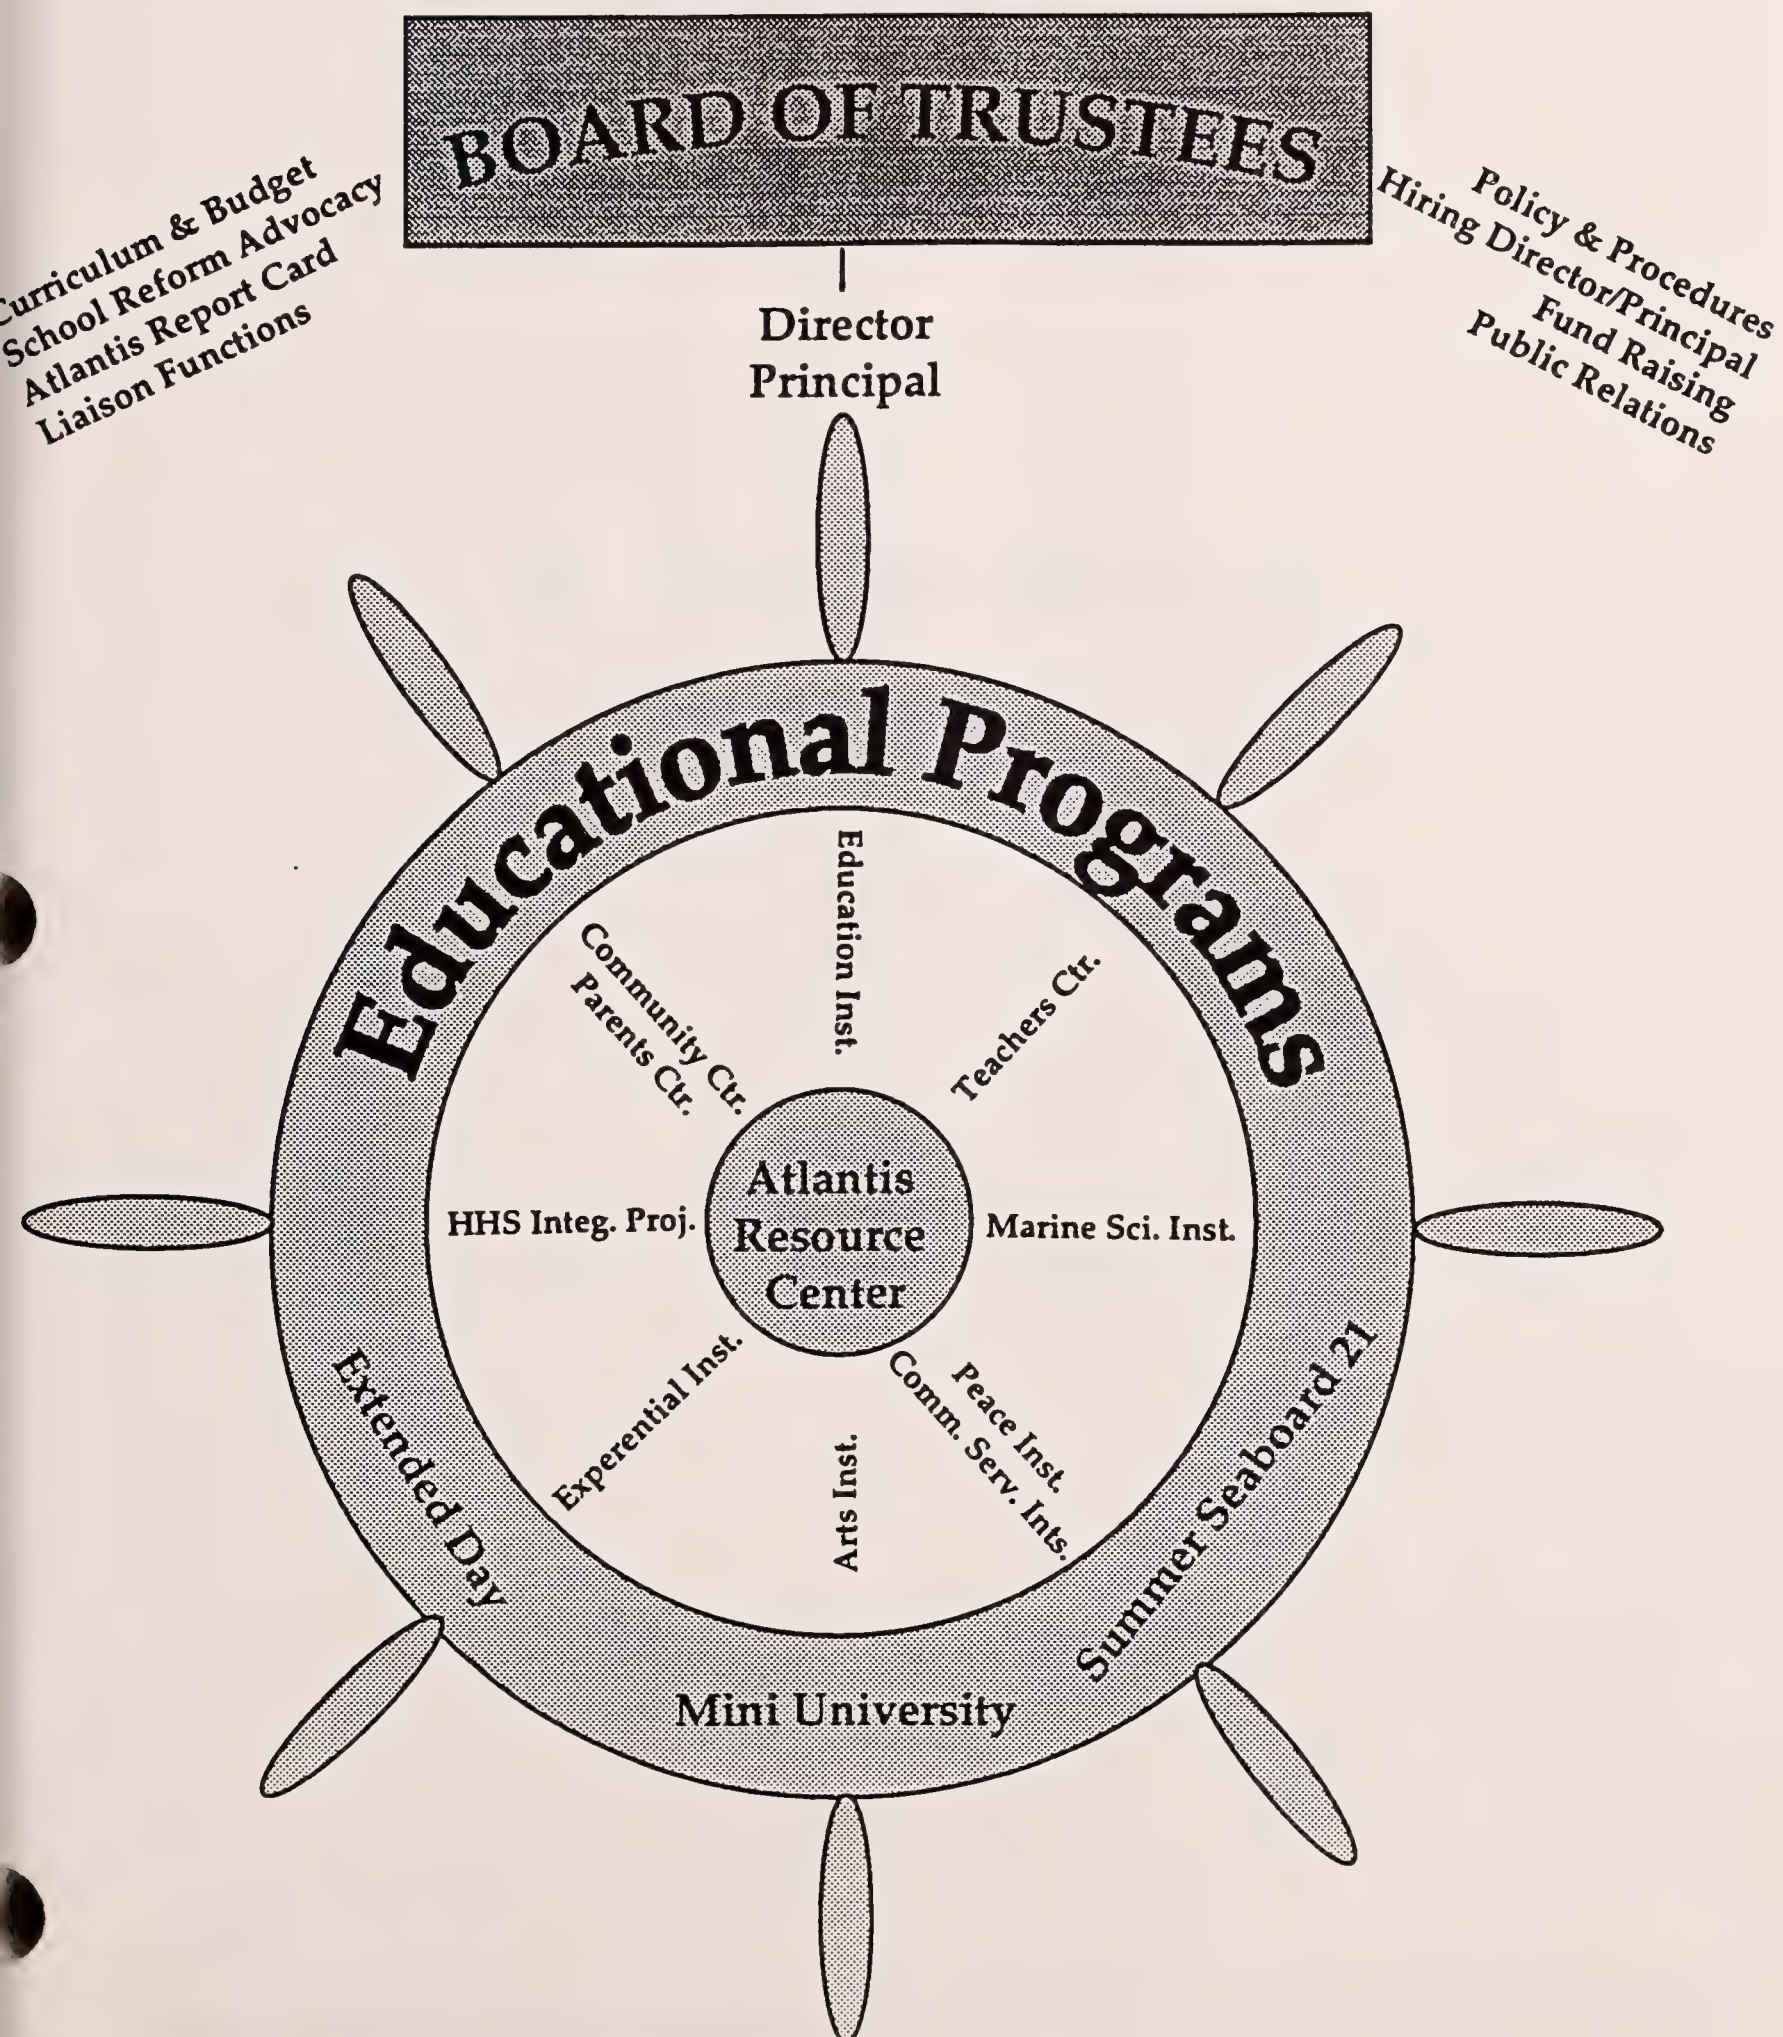 BOARD OF TRUSTEES
Curriculum & Budget
School Reform Advocacy
Atlantis Report Card
Liaison Functions
Policy & Procedures
Hiring Director/Principal
Fund Raising
Public Relations
Director
Principal
Educational Programs
Education Inst.
Community Ctr.
Parents Ctr.
Teachers Ctr.
HHS Integ. Proj.
Atlantis
Resource
Center
Marine Sci. Inst.
Experential Inst.
Arts Inst.
Peace Inst.
Comm. Serv. Ints.
Extended Day
Mini University
Summer Seaboard 21